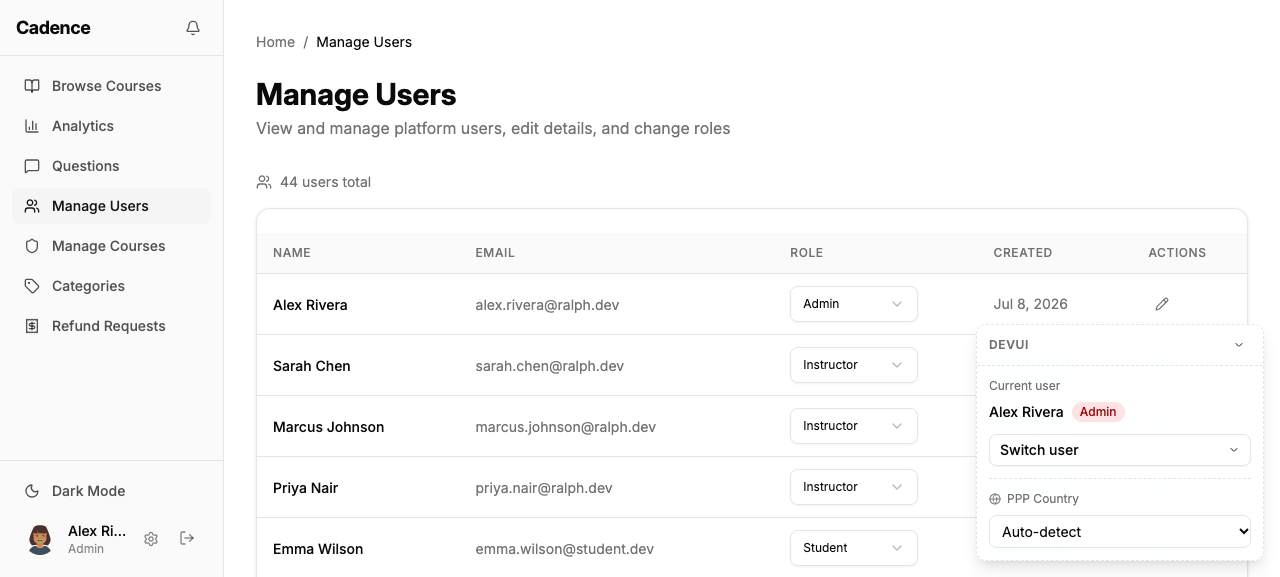 Cadence
Browse Courses
Analytics
Questions
Manage Users
Manage Courses
Categories
Refund Requests
Dark Mode
Alex Ri...
Admin
Home / Manage Users
Manage Users
View and manage platform users, edit details, and change roles
44 users total
NAME EMAIL ROLE CREATED ACTIONS
Alex Rivera alex.rivera@ralph.dev Admin Jul 8, 2026
Sarah Chen sarah.chen@ralph.dev Instructor
Marcus Johnson marcus.johnson@ralph.dev Instructor
Priya Nair priya.nair@ralph.dev Instructor
Emma Wilson emma.wilson@student.dev Student
DEVUI
Current user
Alex Rivera Admin
Switch user
PPP Country
Auto-detect